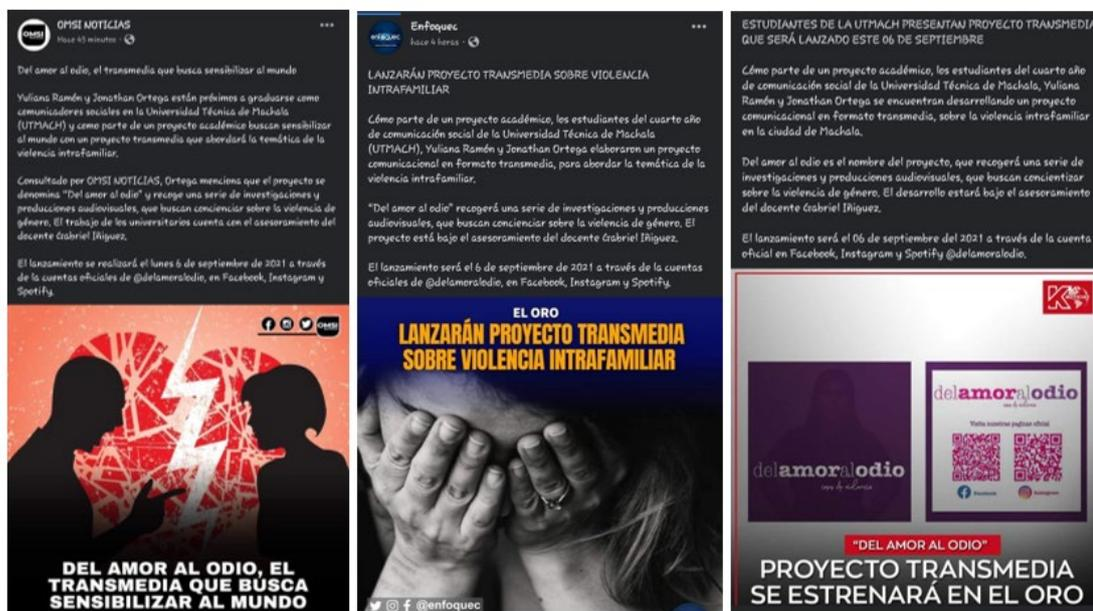 OMSI NOTICIAS
Hace 45 minutos ·
Del amor al odio, el transmedia que busca sensibilizar al mundo
Yuliana Ramón y Jonathan Ortega están próximos a graduarse como
comunicadores sociales en la Universidad Técnica de Machala
(UTMACH) y como parte de un proyecto académico buscan sensibilizar
al mundo con un proyecto transmedia que abordará la temática de la
violencia intrafamiliar.
Consultado por OMSI NOTICIAS, Ortega menciona que el proyecto se
denomina "Del amor al odio" y recoge una serie de investigaciones y
producciones audiovisuales, que buscan concienciar sobre la violencia de
género. El trabajo de los universitarios cuenta con el asesoramiento del
docente Gabriel Iñiguez.
El lanzamiento se realizará el lunes 6 de septiembre de 2021 a través
de la cuentas oficiales de @delamoralodio, en Facebook, Instagram y
Spotify.
OMSI
DEL AMOR AL ODIO, EL
TRANSMEDIA QUE BUSCA
SENSIBILIZAR AL MUNDO
Enfoquec
hace 4 horas ·
LANZARÁN PROYECTO TRANSMEDIA SOBRE VIOLENCIA
INTRAFAMILIAR
Cómo parte de un proyecto académico, los estudiantes del cuarto año
de comunicación social de la Universidad Técnica de Machala
(UTMACH), Yuliana Ramón y Jonathan Ortega elaboraron un proyecto
comunicacional en formato transmedia, para abordar la temática de la
violencia intrafamiliar.
"Del amor al odio" recogerá una serie de investigaciones y producciones
audiovisuales, que buscan concienciar sobre la violencia de género. El
proyecto está bajo el asesoramiento del docente Gabriel Iñiguez.
El lanzamiento será el 6 de septiembre de 2021 a través de la cuentas
oficiales de @delamoralodio, en Facebook, Instagram y Spotify.
EL ORO
LANZARÁN PROYECTO TRANSMEDIA
SOBRE VIOLENCIA INTRAFAMILIAR
@enfoquec
ESTUDIANTES DE LA UTMACH PRESENTAN PROYECTO TRANSMEDIA
QUE SERÁ LANZADO ESTE 06 DE SEPTIEMBRE
Cómo parte de un proyecto académico, los estudiantes del cuarto año
de comunicación social de la Universidad Técnica de Machala, Yuliana
Ramón y Jonathan Ortega se encuentran desarrollando un proyecto
comunicacional en formato transmedia, sobre la violencia intrafamiliar
en la ciudad de Machala.
Del amor al odio es el nombre del proyecto, que recogerá una serie de
investigaciones y producciones audiovisuales, que buscan concientizar
sobre la violencia de género. El desarrollo estará bajo el asesoramiento
del docente Gabriel Iñiguez.
El lanzamiento será el 06 de septiembre del 2021 a través de la cuenta
oficial en Facebook, Instagram y Spotify @delamoralodio.
delamoralodio
casos de violencia
delamoralodio
casos de violencia
Visita nuestras paginas oficial
Facebook
Instagram
"DEL AMOR AL ODIO"
PROYECTO TRANSMEDIA
SE ESTRENARÁ EN EL ORO